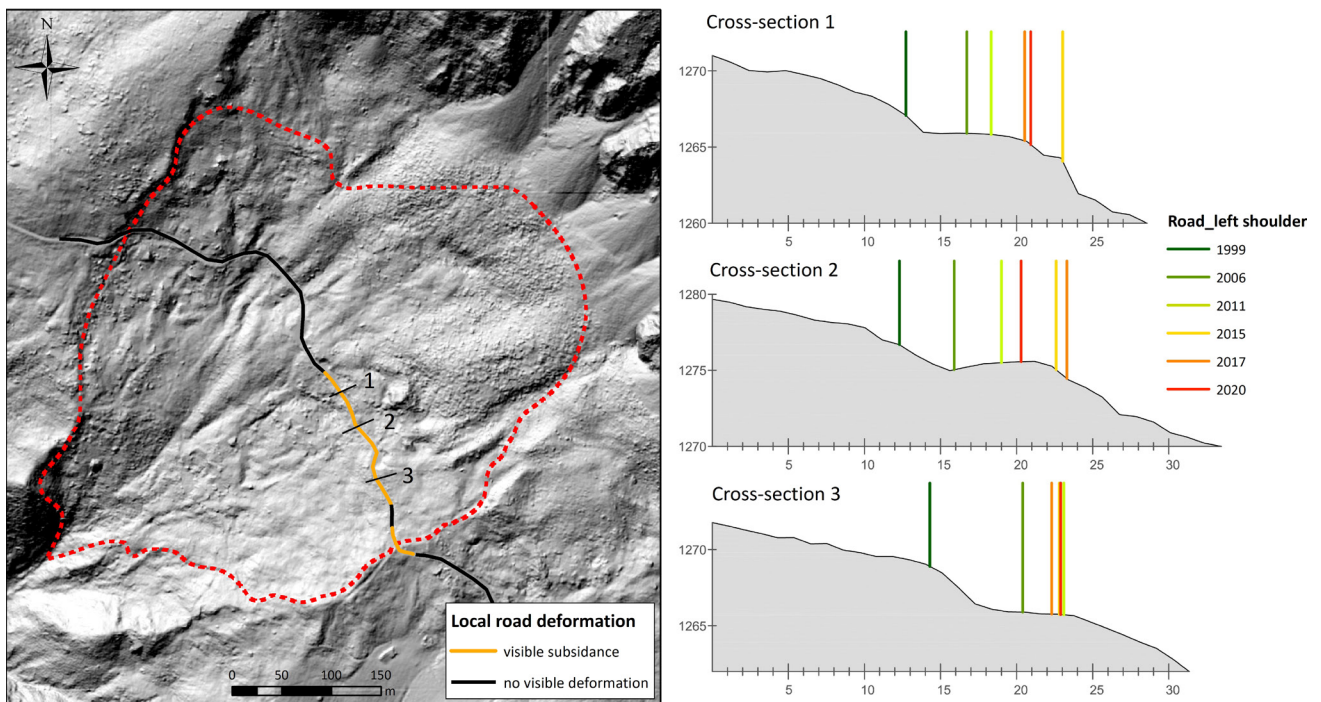 N
1
2
3
0
50
100
150
m
Local road deformation
visible subsidance
no visible deformation
Cross-section 1
1270
1265
1260
5 10 15 20 25
Cross-section 2
1280
1275
1270
5 10 15 20 25 30
Cross-section 3
1270
1265
5 10 15 20 25 30
Road_left shoulder
1999
2006
2011
2015
2017
2020